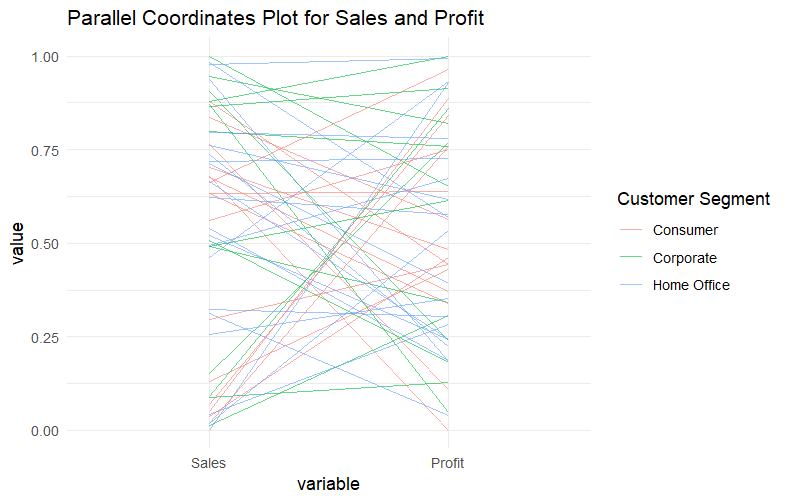 Parallel Coordinates Plot for Sales and Profit
1.00
0.75
0.50
0.25
0.00
value
Sales
Profit
variable
Customer Segment
Consumer
Corporate
Home Office